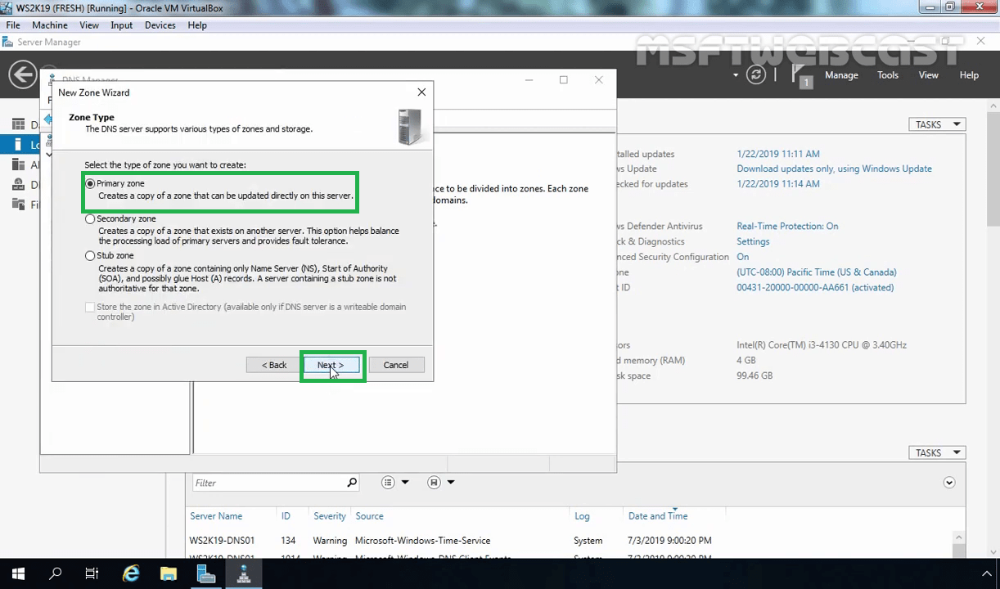 WS2K19 (FRESH) [Running] - Oracle VM VirtualBox
File Machine View Input Devices Help
Server Manager
MSFTWEBCAST
1
Manage Tools View Help
DNS Manager
New Zone Wizard
Zone Type
The DNS server supports various types of zones and storage.
Select the type of zone you want to create:
Primary zone
Creates a copy of a zone that can be updated directly on this server.
Secondary zone
Creates a copy of a zone that exists on another server. This option helps balance
the processing load of primary servers and provides fault tolerance.
Stub zone
Creates a copy of a zone containing only Name Server (NS), Start of Authority
(SOA), and possibly glue Host (A) records. A server containing a stub zone is not
authoritative for that zone.
Store the zone in Active Directory (available only if DNS server is a writeable domain
controller)
< Back Next > Cancel
ce to be divided into zones. Each zone
domains.
TASKS
talled updates 1/22/2019 11:11 AM
ws Update Download updates only, using Windows Update
hecked for updates 1/22/2019 11:14 AM
ws Defender Antivirus Real-Time Protection: On
ck & Diagnostics Settings
nced Security Configuration On
one (UTC-08:00) Pacific Time (US & Canada)
t ID 00431-20000-00000-AA661 (activated)
sors Intel(R) Core(TM) i3-4130 CPU @ 3.40GHz
d memory (RAM) 4 GB
sk space 99.46 GB
TASKS
Filter
Server Name ID Severity Source Log Date and Time
WS2K19-DNS01 134 Warning Microsoft-Windows-Time-Service System 7/3/2019 9:00:20 PM
WS2K19-DNS01 1014 Warning Microsoft-Windows-DNS Client Events System 7/3/2019 9:00:20 PM